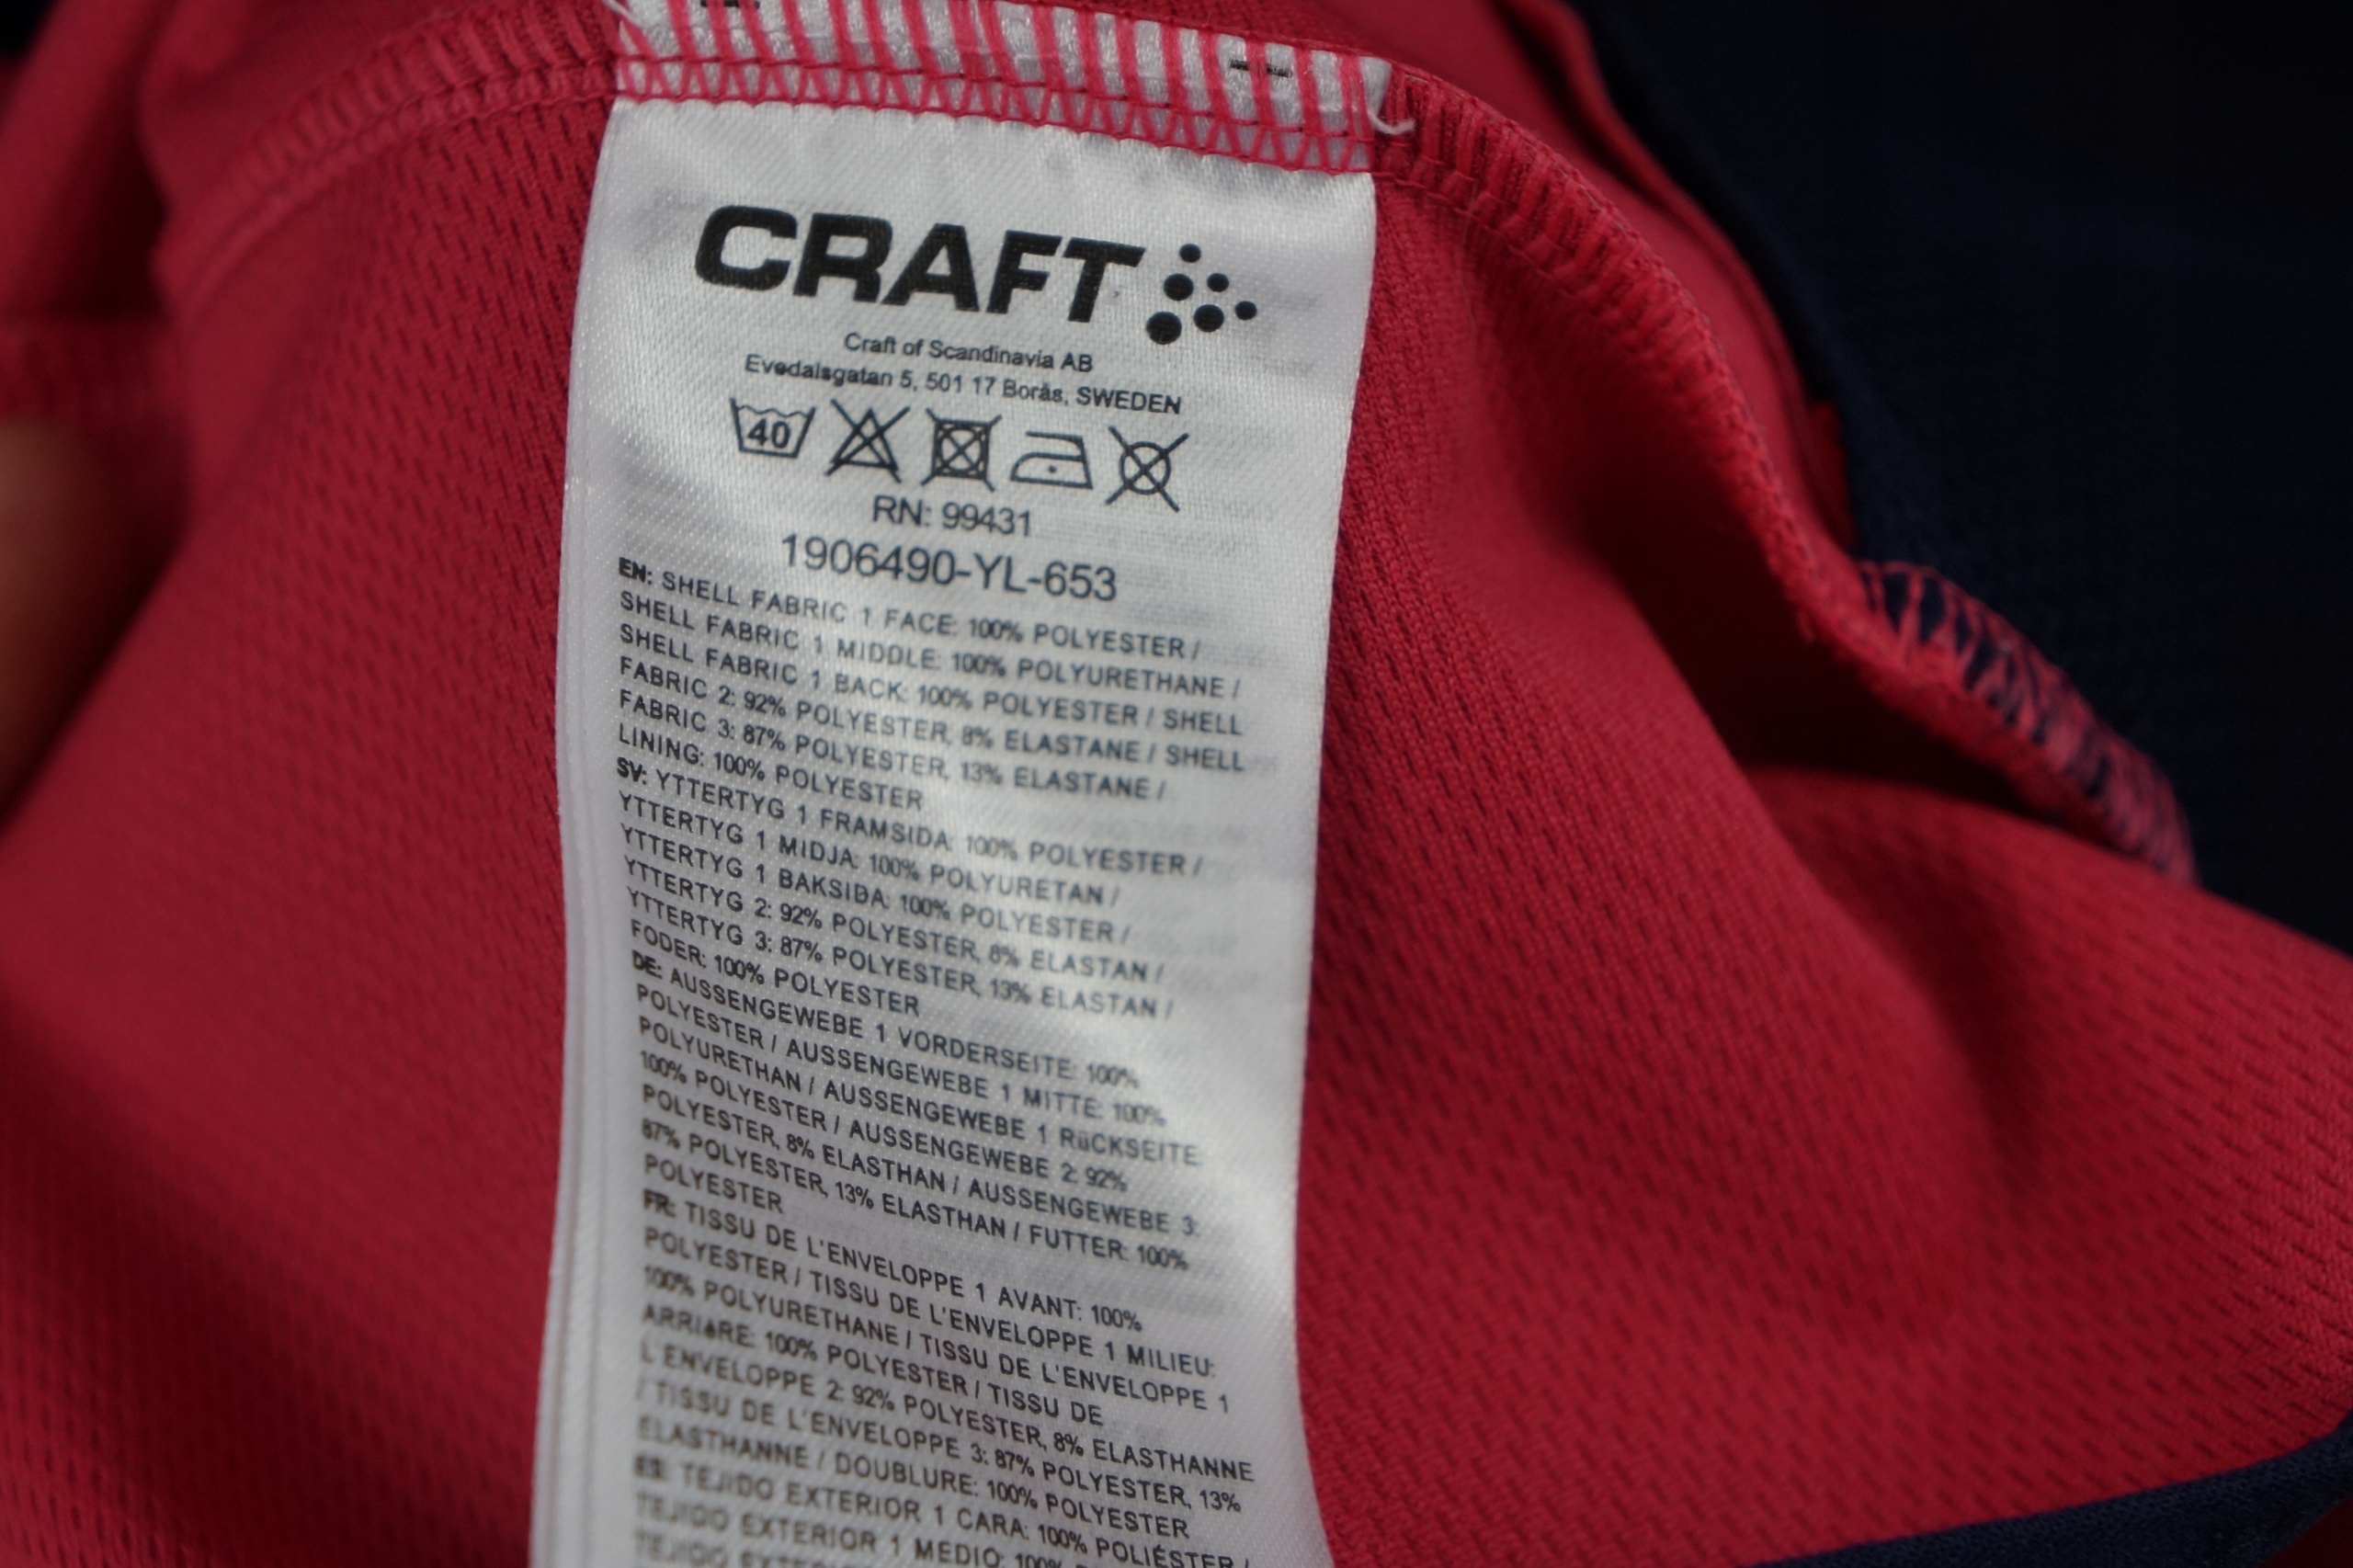 CRAFT
Craft of Scandinavia AB
Evedalsgatan 5, 501 17 Borås, SWEDEN
40
RN: 99431
1906490-YL-653
EN: SHELL FABRIC 1 FACE: 100% POLYESTER /
SHELL FABRIC 1 MIDDLE: 100% POLYURETHANE /
SHELL FABRIC 1 BACK: 100% POLYESTER / SHELL
FABRIC 2: 92% POLYESTER, 8% ELASTANE / SHELL
FABRIC 3: 87% POLYESTER, 13% ELASTANE /
LINING: 100% POLYESTER
SV: YTTERTYG 1 FRAMSIDA: 100% POLYESTER /
YTTERTYG 1 MIDJA: 100% POLYURETAN /
YTTERTYG 1 BAKSIDA: 100% POLYESTER /
YTTERTYG 2: 92% POLYESTER, 8% ELASTAN /
YTTERTYG 3: 87% POLYESTER, 13% ELASTAN /
FODER: 100% POLYESTER
DE: AUSSENGEWEBE 1 VORDERSEITE: 100%
POLYESTER / AUSSENGEWEBE 1 MITTE: 100%
POLYURETHAN / AUSSENGEWEBE 1 RüCKSEITE:
100% POLYESTER / AUSSENGEWEBE 2: 92%
POLYESTER, 8% ELASTHAN / AUSSENGEWEBE 3:
87% POLYESTER, 13% ELASTHAN / FUTTER: 100%
POLYESTER
FR: TISSU DE L'ENVELOPPE 1 AVANT: 100%
POLYESTER / TISSU DE L'ENVELOPPE 1 MILIEU:
100% POLYURETHANE / TISSU DE L'ENVELOPPE 1
ARRIèRE: 100% POLYESTER / TISSU DE
L'ENVELOPPE 2: 92% POLYESTER, 8% ELASTHANNE
/ TISSU DE L'ENVELOPPE 3: 87% POLYESTER, 13%
ELASTHANNE / DOUBLURE: 100% POLYESTER
ES: TEJIDO EXTERIOR 1 CARA: 100% POLIÉSTER /
TEJIDO EXTERIOR 1 MEDIO: 100%
TEJIDO